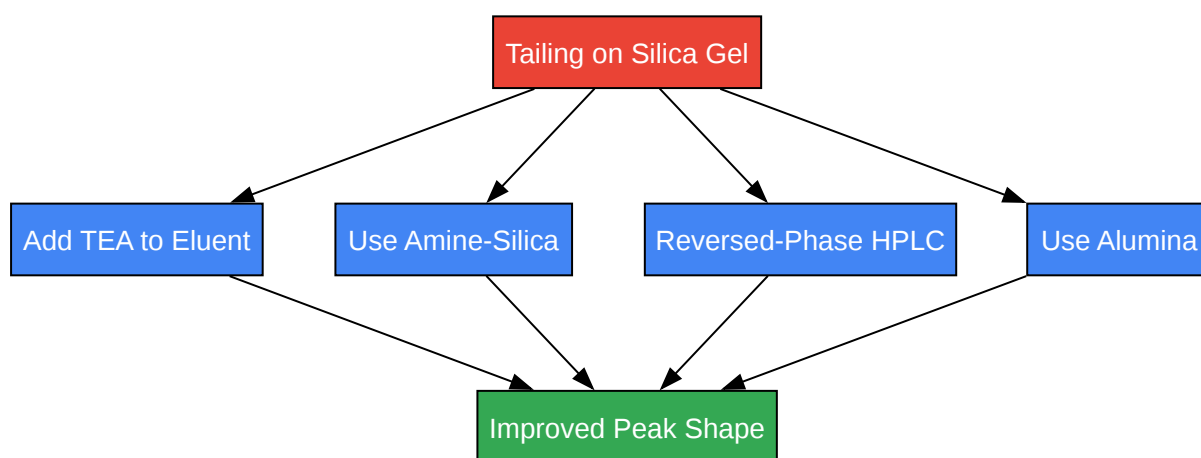 Tailing on Silica Gel
Add TEA to Eluent
Use Amine-Silica
Reversed-Phase HPLC
Use Alumina
Improved Peak Shape